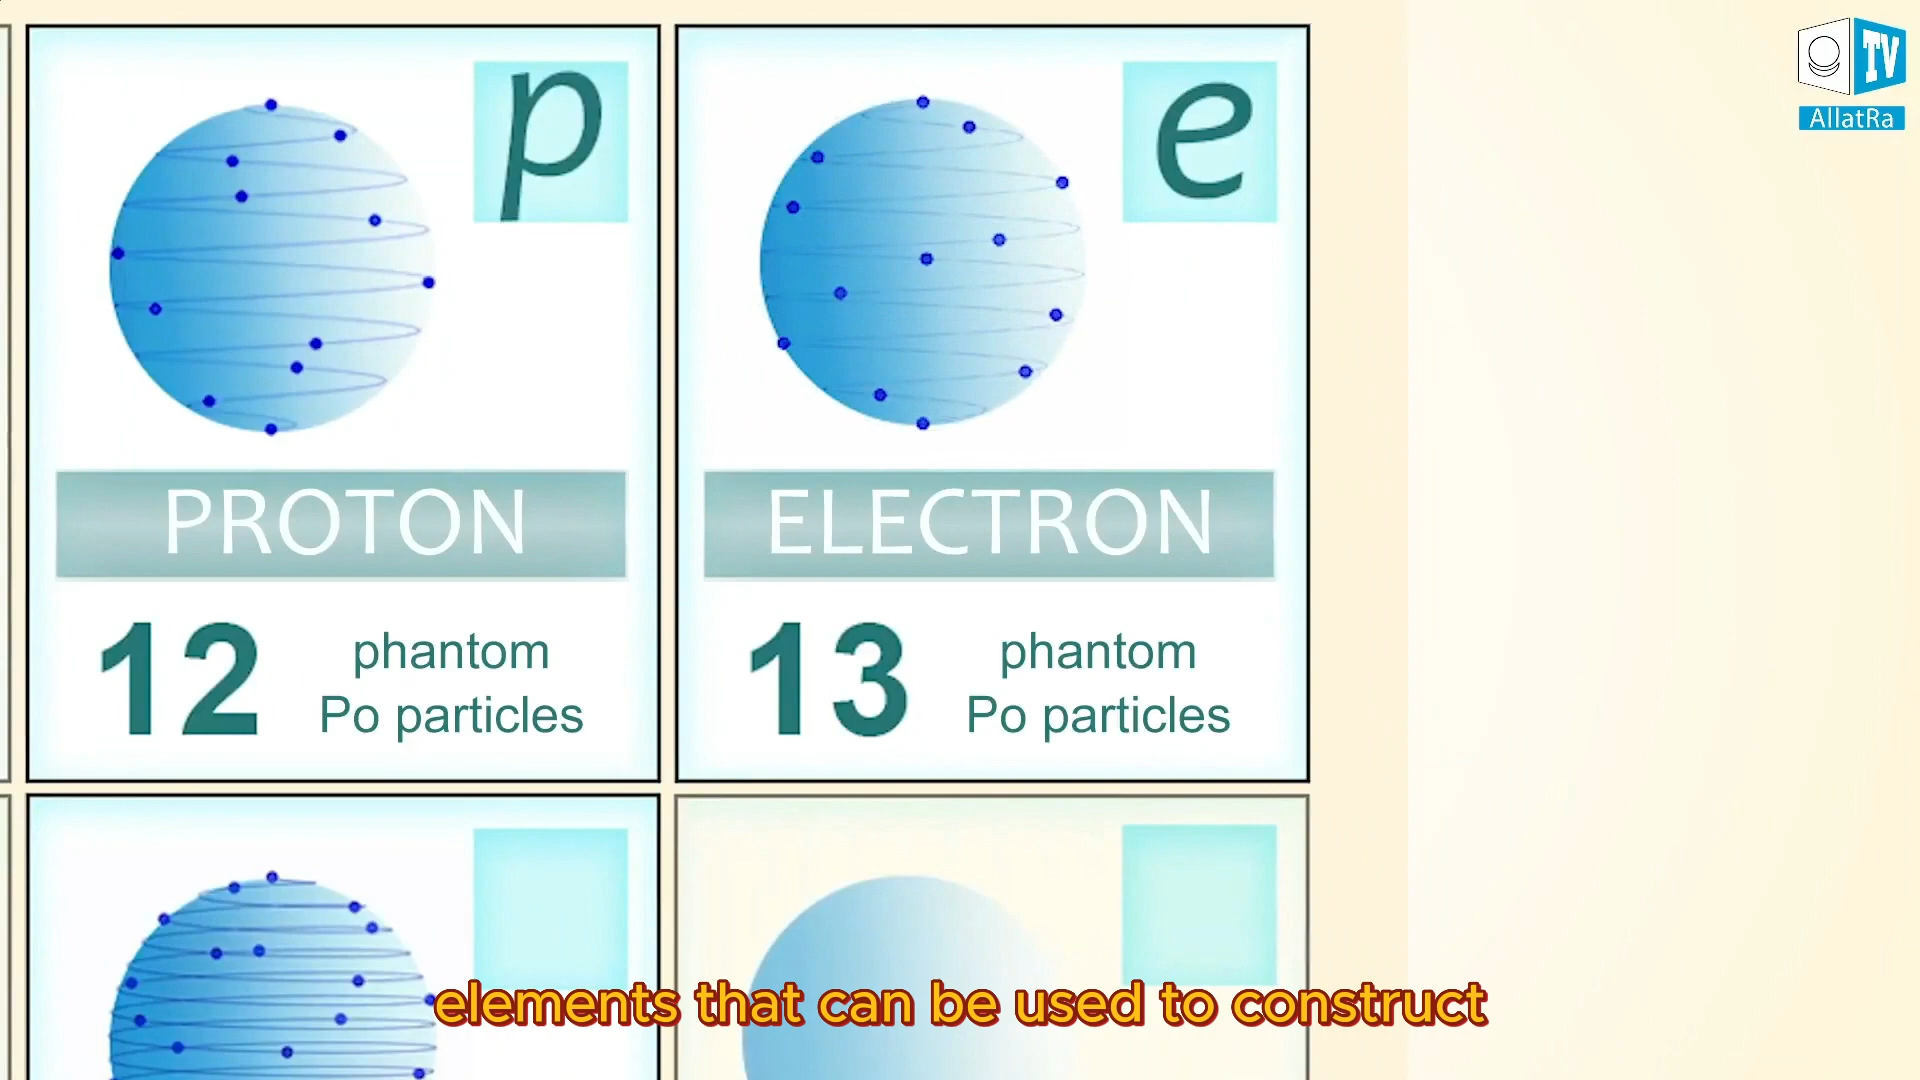 p
e
TV
AllatRa
PROTON
ELECTRON
12 phantom
Po particles
13 phantom
Po particles
elements that can be used to construct